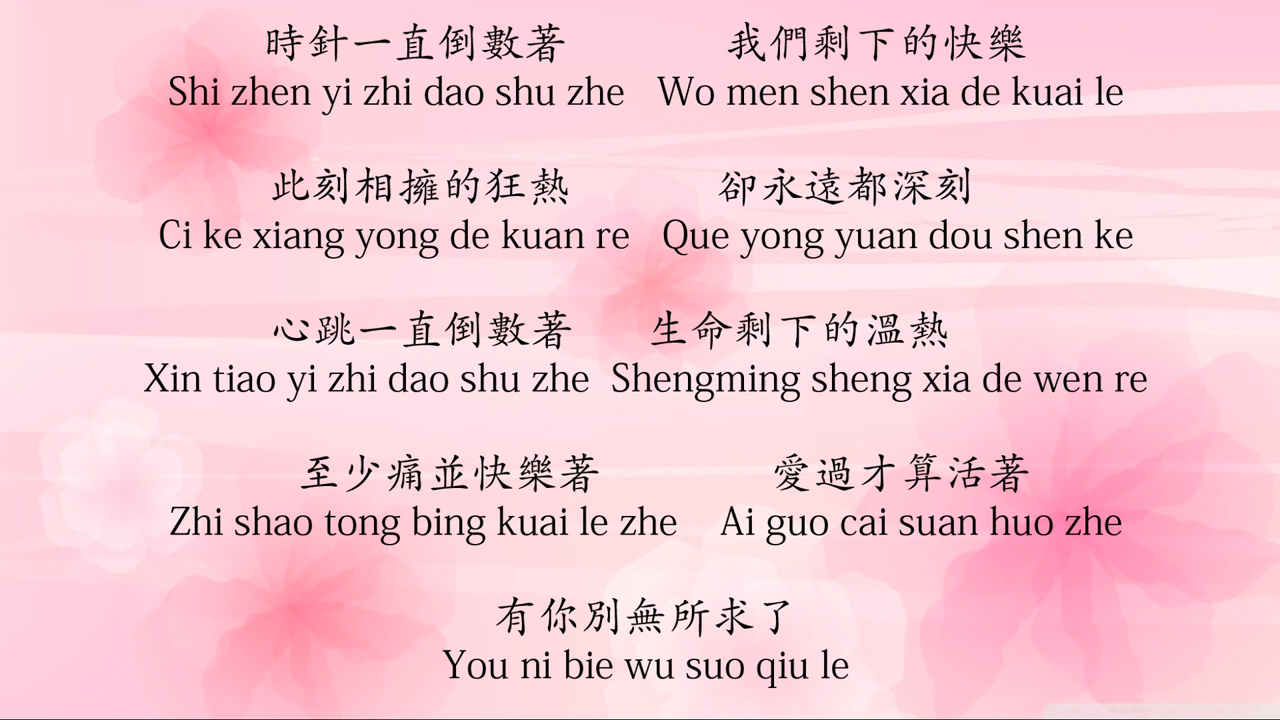 時針一直倒數著 我們剩下的快樂
Shi zhen yi zhi dao shu zhe Wo men shen xia de kuai le
此刻相擁的狂熱 卻永遠都深刻
Ci ke xiang yong de kuan re Que yong yuan dou shen ke
心跳一直倒數著 生命剩下的溫熱
Xin tiao yi zhi dao shu zhe Shengming sheng xia de wen re
至少痛並快樂著 愛過才算活著
Zhi shao tong bing kuai le zhe Ai guo cai suan huo zhe
有你別無所求了
You ni bie wu suo qiu le